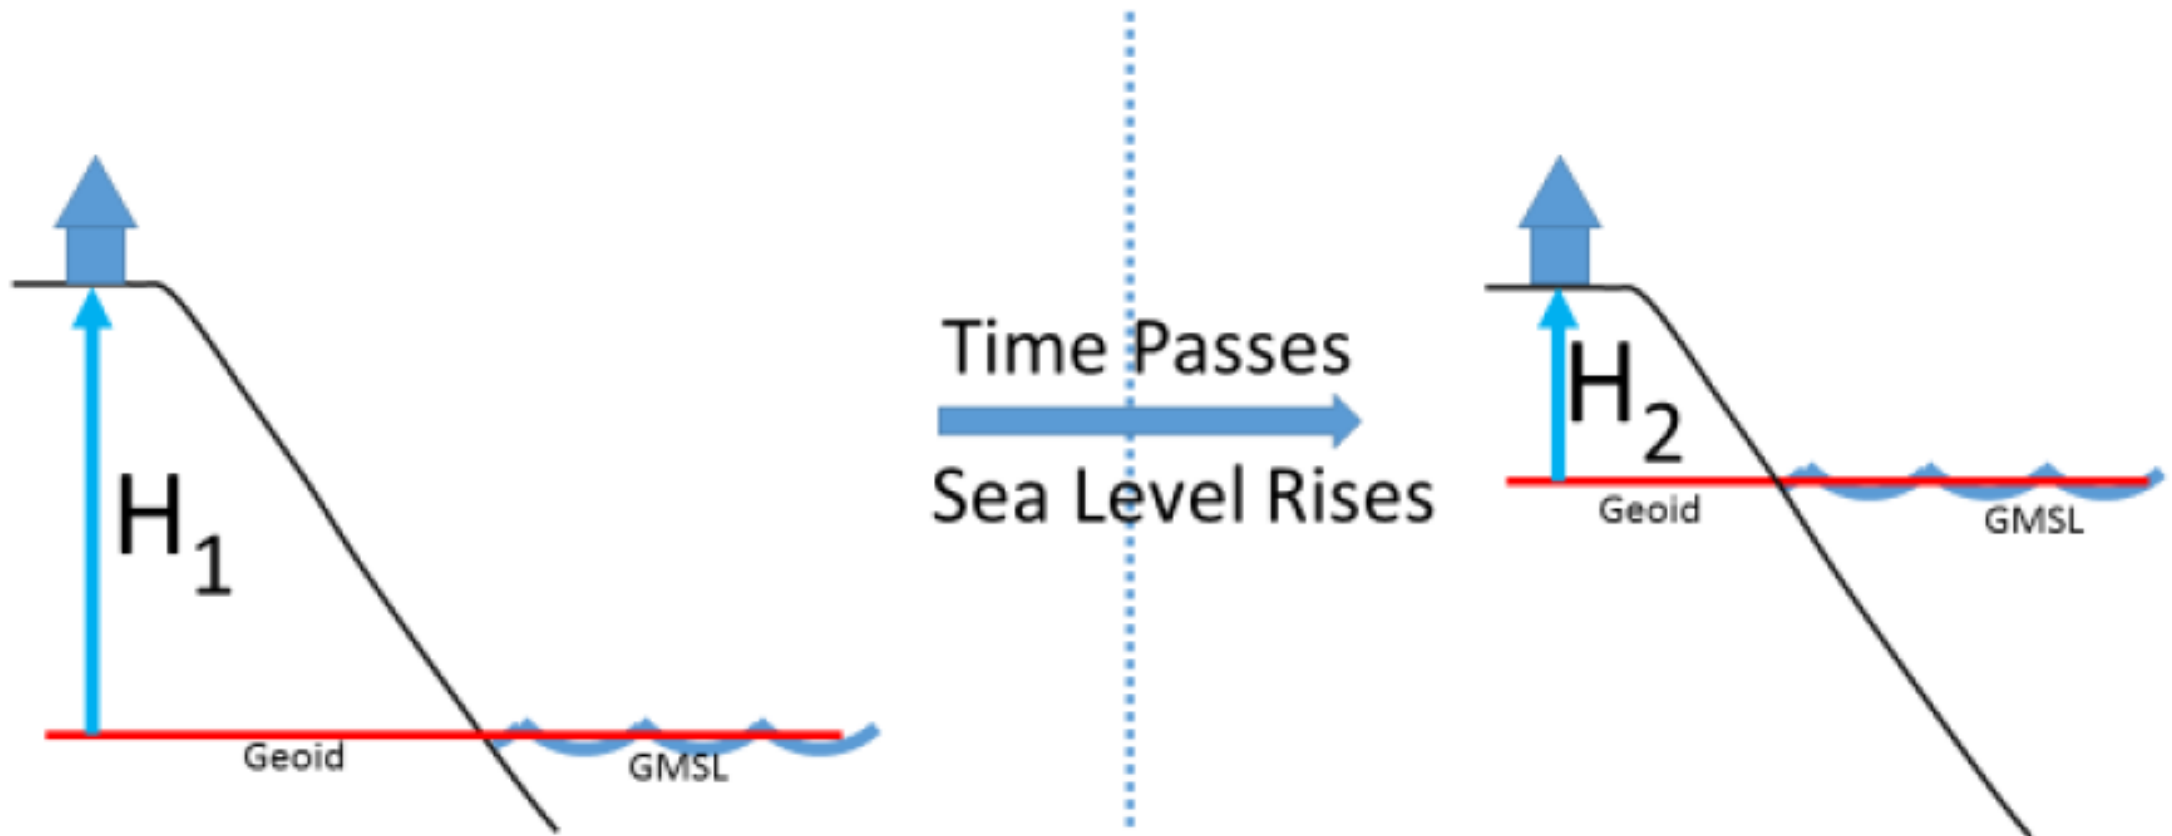 H1
Geoid
GMSL
Time Passes
Sea Level Rises
H2
Geoid
GMSL